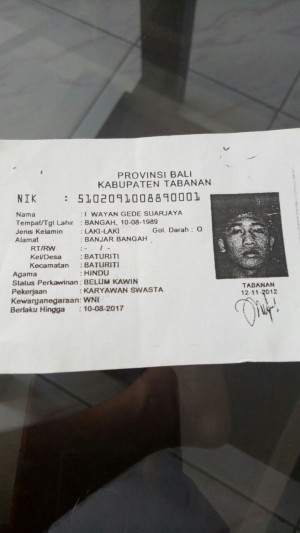 PROVINSI BALI
KABUPATEN TABANAN
NIK : 5102091008890001
Nama : I WAYAN GEDE SUARJAYA
Tempat/Tgl Lahir : BANGAH, 10-08-1989
Jenis Kelamin : LAKI-LAKI Gol. Darah : O
Alamat : BANJAR BANGAH
RT/RW : - / -
Kel/Desa : BATURITI
Kecamatan : BATURITI
Agama : HINDU
Status Perkawinan : BELUM KAWIN
Pekerjaan : KARYAWAN SWASTA
Kewarganegaraan: WNI
Berlaku Hingga : 10-08-2017
TABANAN
12-11-2012